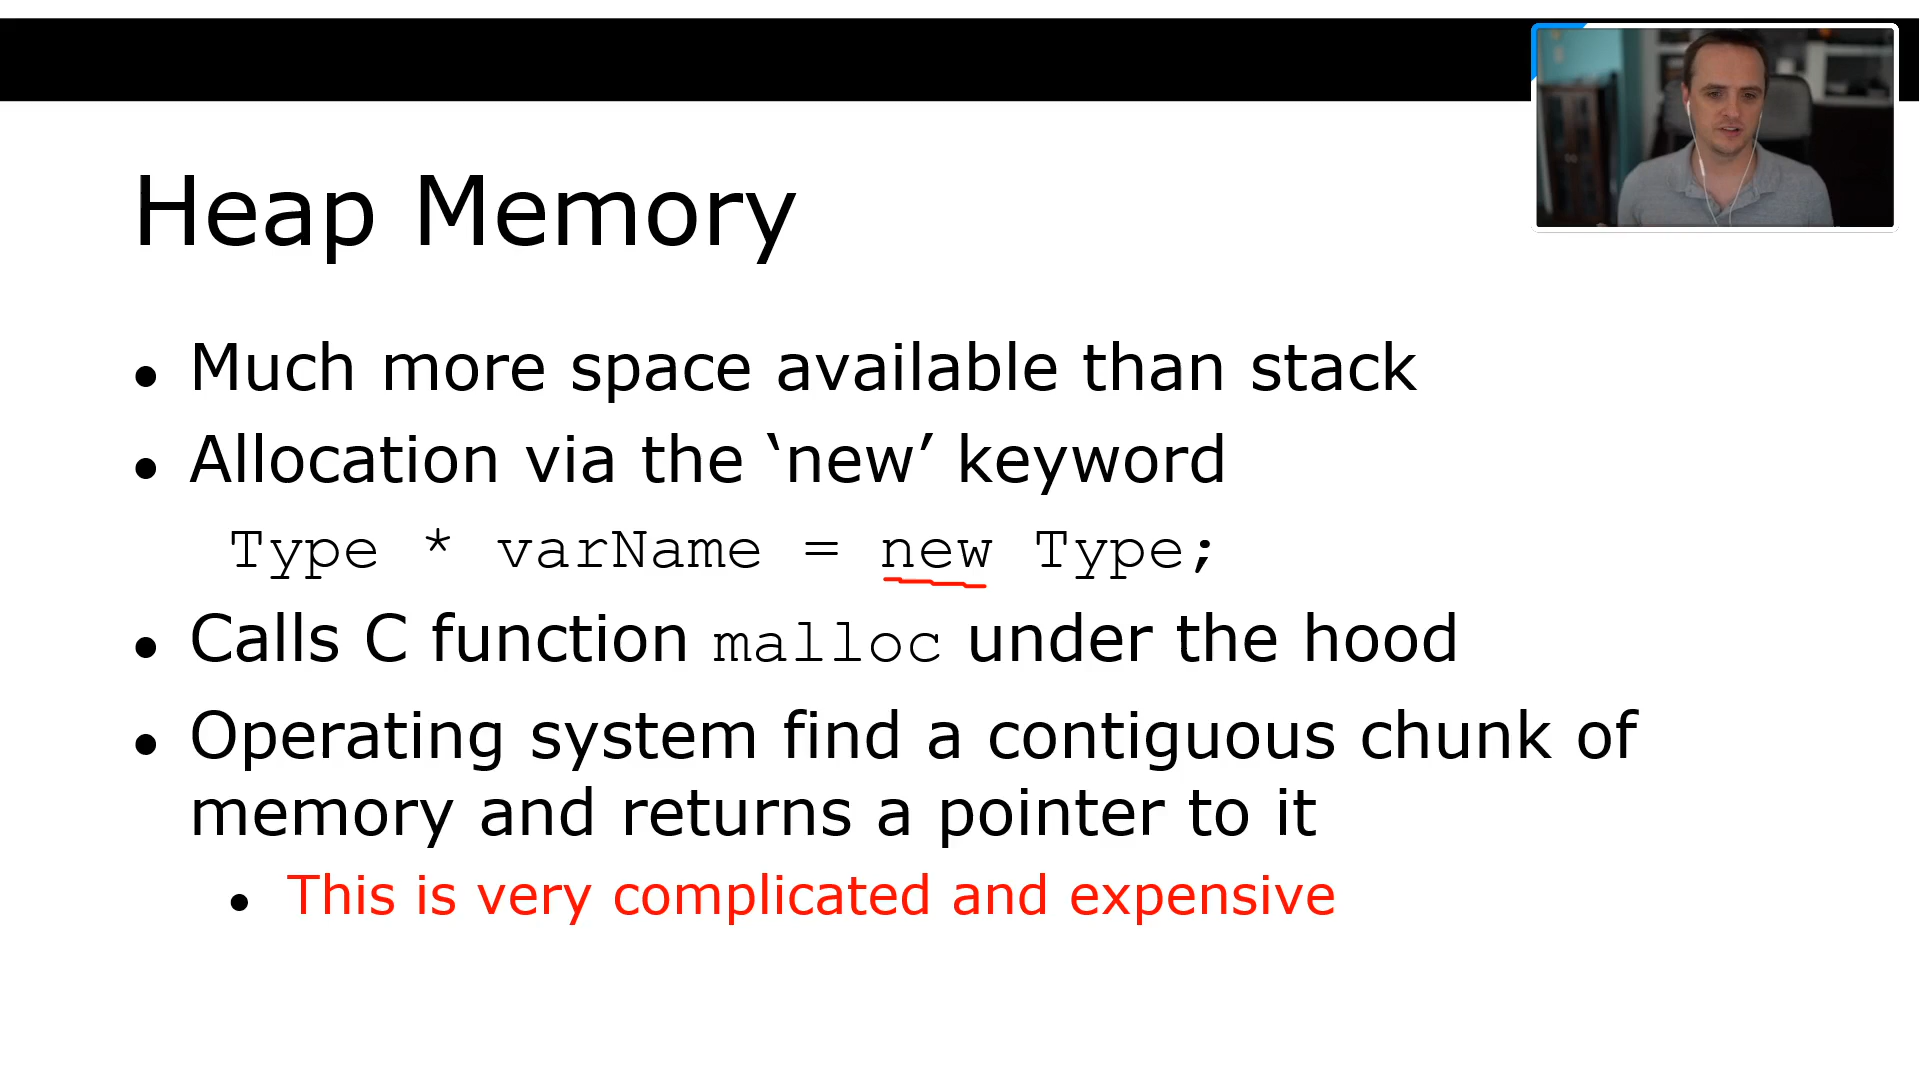 Heap Memory
• Much more space available than stack
• Allocation via the ‘new’ keyword
Type * varName = new Type;
• Calls C function malloc under the hood
• Operating system find a contiguous chunk of
memory and returns a pointer to it
• This is very complicated and expensive